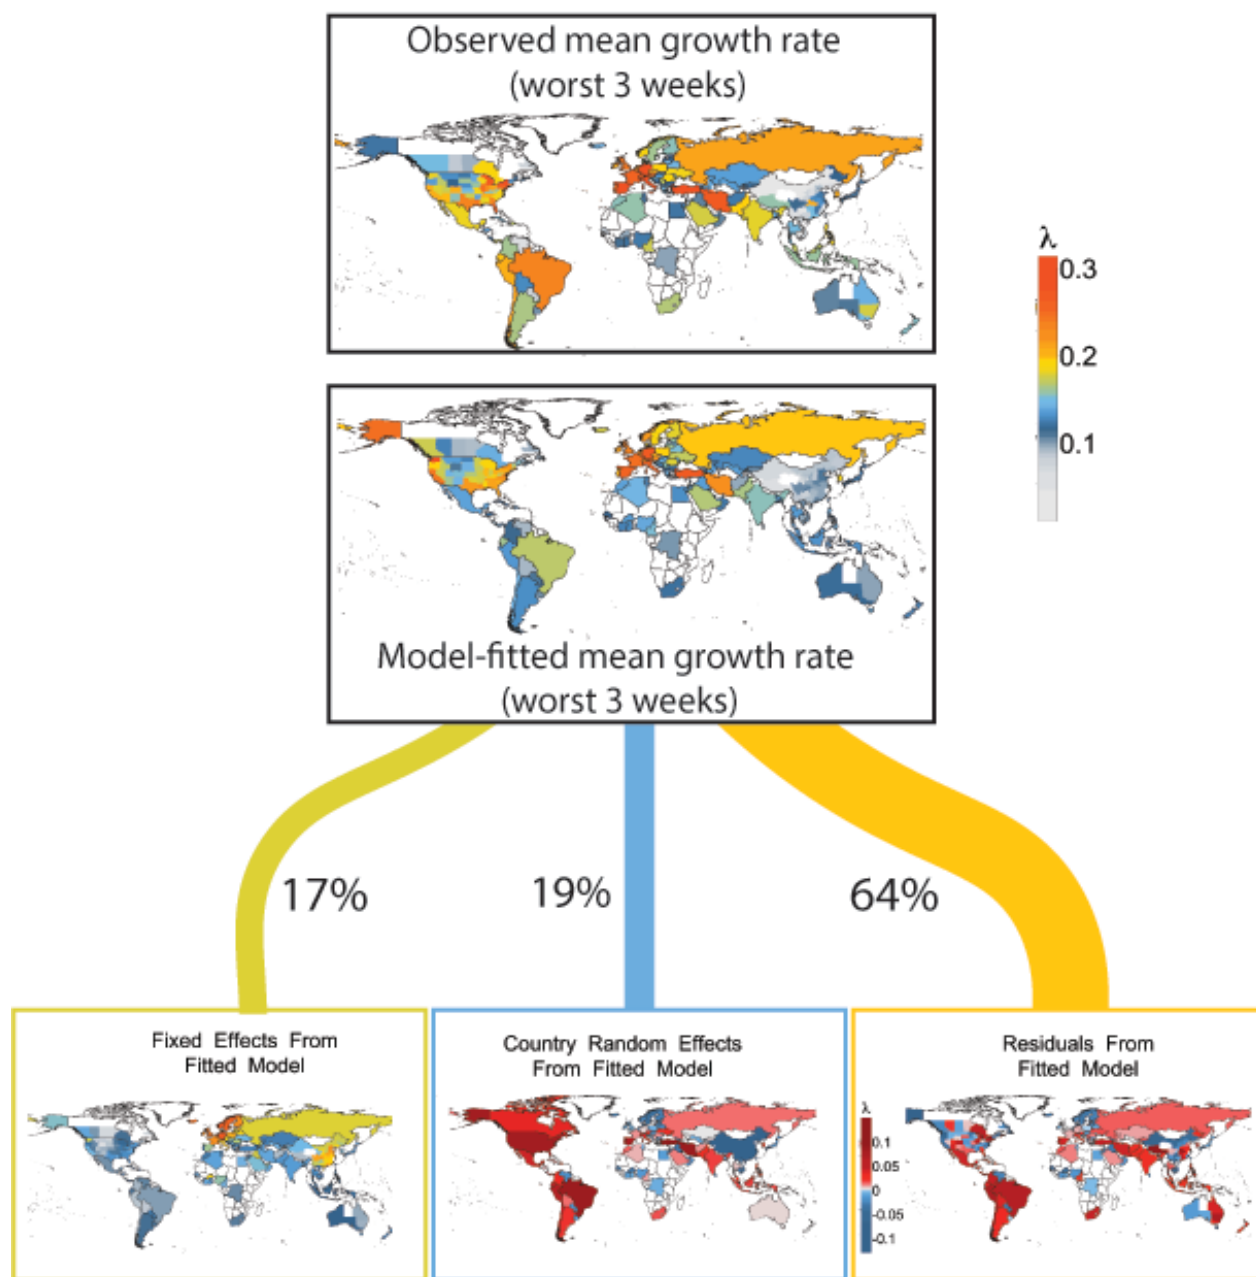 Observed mean growth rate
(worst 3 weeks)
λ
0.3
0.2
0.1
Model-fitted mean growth rate
(worst 3 weeks)
17%
19%
64%
Fixed Effects From
Fitted Model
Country Random Effects
From Fitted Model
Residuals From
Fitted Model
λ
0.1
0.05
0
-0.05
-0.1